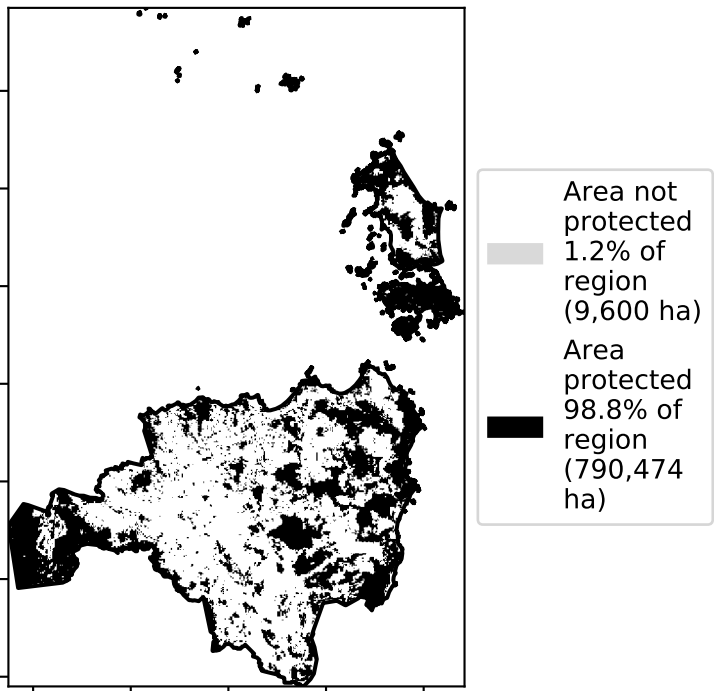 Area not
protected
1.2% of
region
(9,600 ha)
Area
protected
98.8% of
region
(790,474
ha)